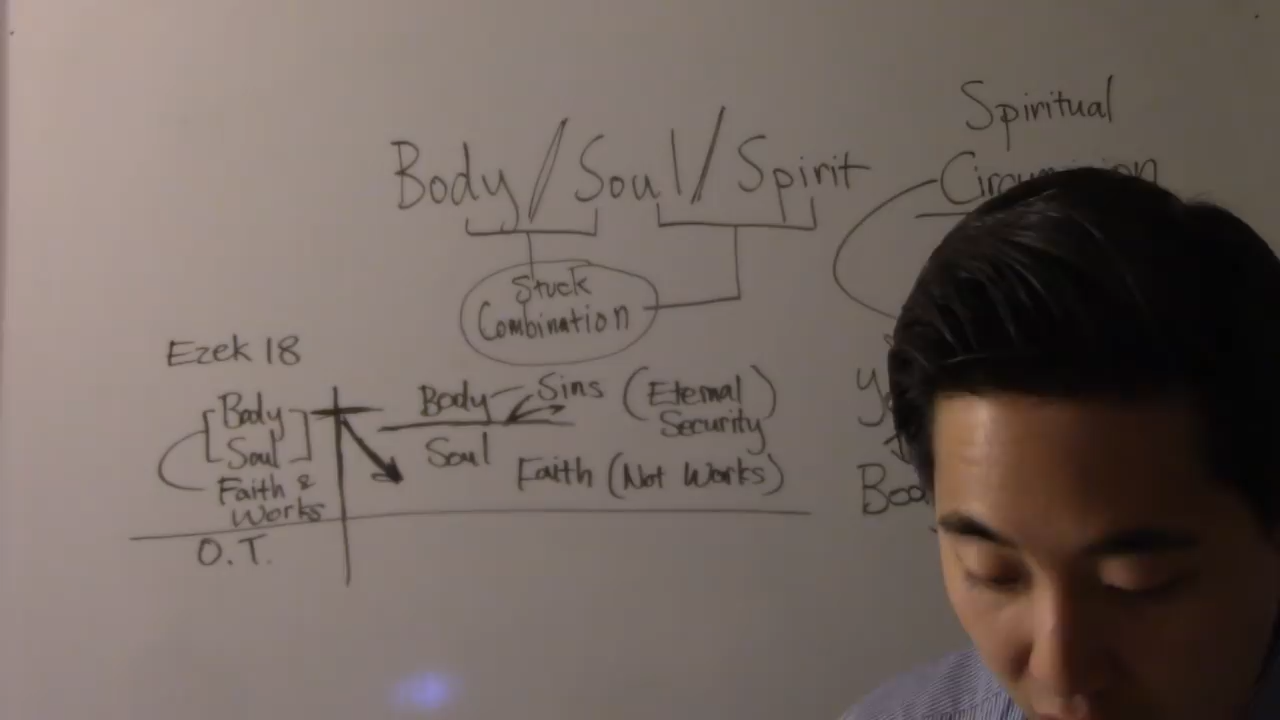 Spiritual
Body / Soul / Spirit
Stuck
Combination
Ezek 18
Body
Soul
Faith &
Works
O.T.
Body Sins (Eternal
Security)
Soul Faith (Not Works)